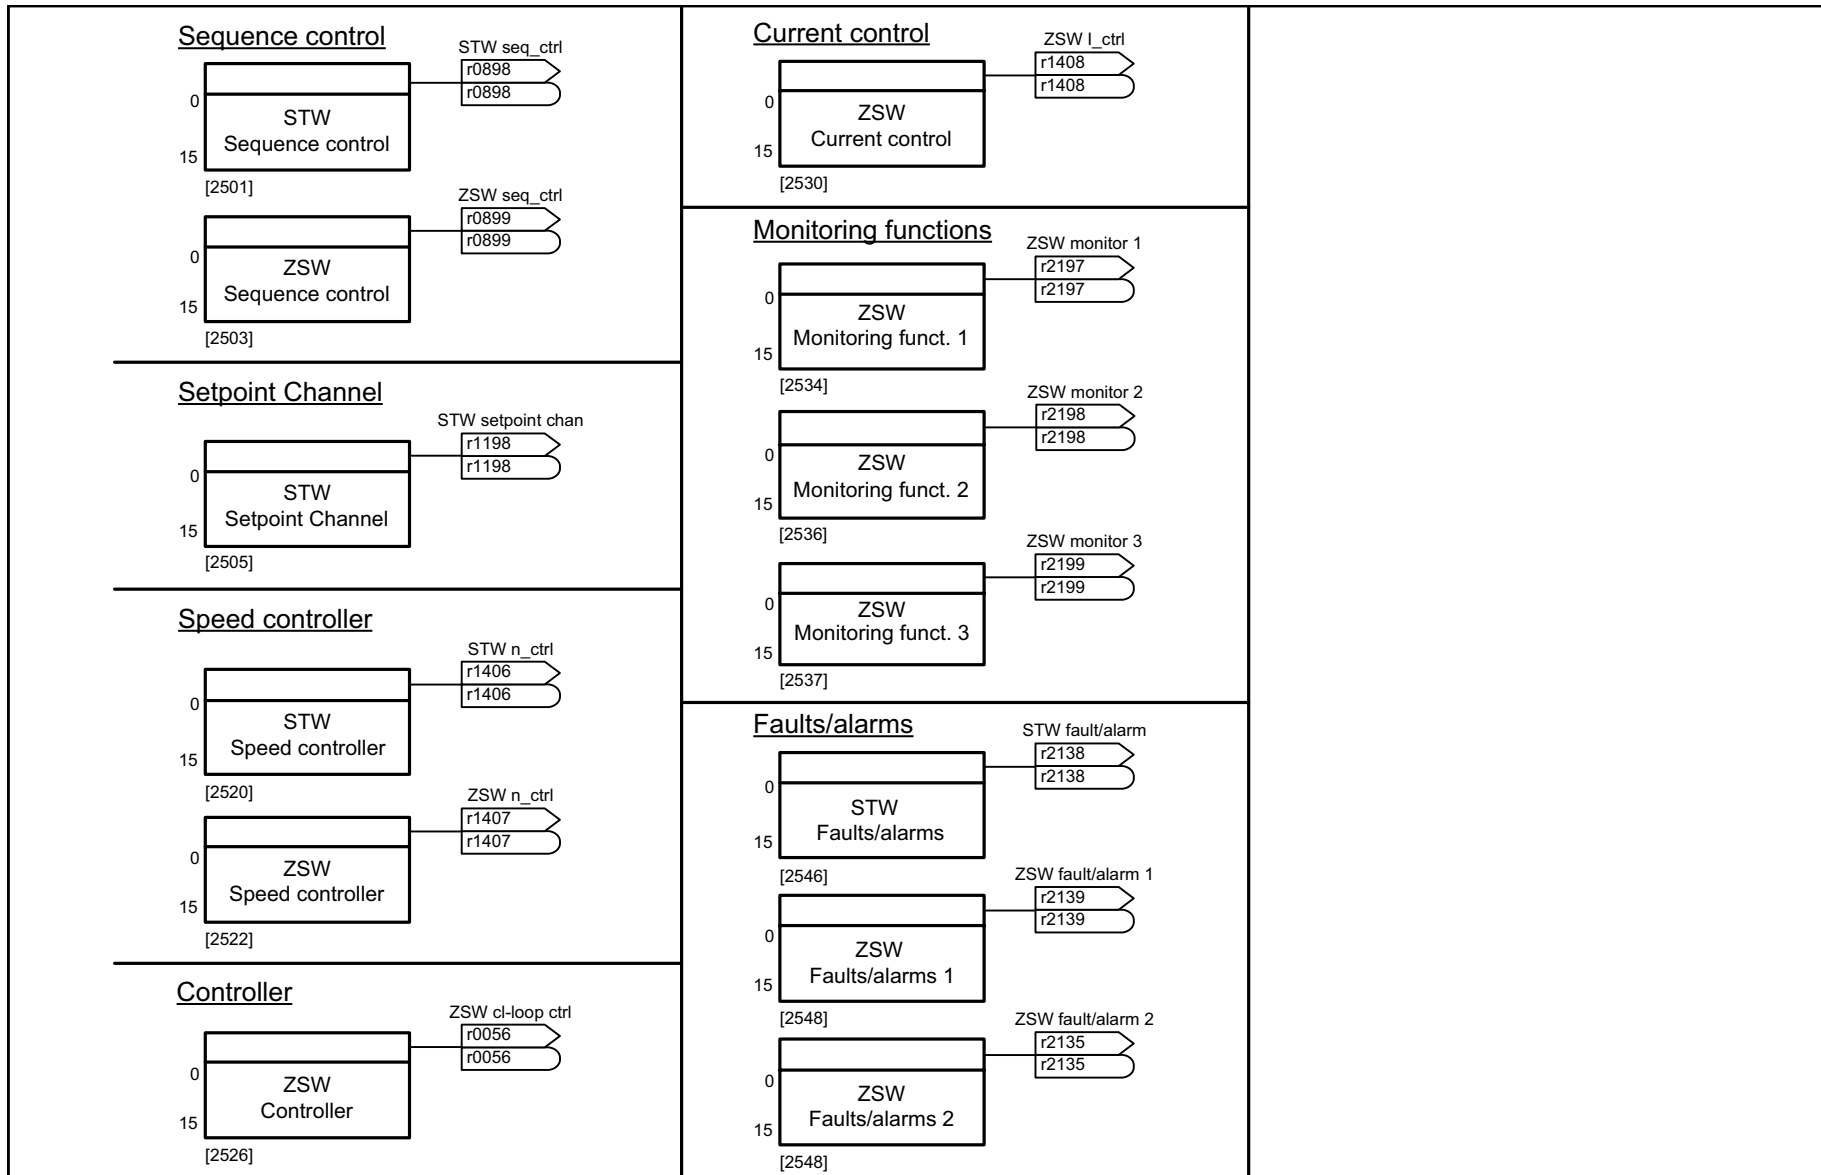 Sequence control
STW seq_ctrl
r0898
r0898
0
STW
Sequence control
15
[2501]
ZSW seq_ctrl
r0899
r0899
0
ZSW
Sequence control
15
[2503]
Setpoint Channel
STW setpoint chan
r1198
r1198
0
STW
Setpoint Channel
15
[2505]
Speed controller
STW n_ctrl
r1406
r1406
0
STW
Speed controller
15
[2520]
ZSW n_ctrl
r1407
r1407
0
ZSW
Speed controller
15
[2522]
Controller
ZSW cl-loop ctrl
r0056
r0056
0
ZSW
Controller
15
[2526]
Current control
ZSW I_ctrl
r1408
r1408
0
ZSW
Current control
15
[2530]
Monitoring functions
ZSW monitor 1
r2197
r2197
0
ZSW
Monitoring funct. 1
15
[2534]
ZSW monitor 2
r2198
r2198
0
ZSW
Monitoring funct. 2
15
[2536]
ZSW monitor 3
r2199
r2199
0
ZSW
Monitoring funct. 3
15
[2537]
Faults/alarms
STW fault/alarm
r2138
r2138
0
STW
Faults/alarms
15
[2546]
ZSW fault/alarm 1
r2139
r2139
0
ZSW
Faults/alarms 1
15
[2548]
ZSW fault/alarm 2
r2135
r2135
0
ZSW
Faults/alarms 2
15
[2548]